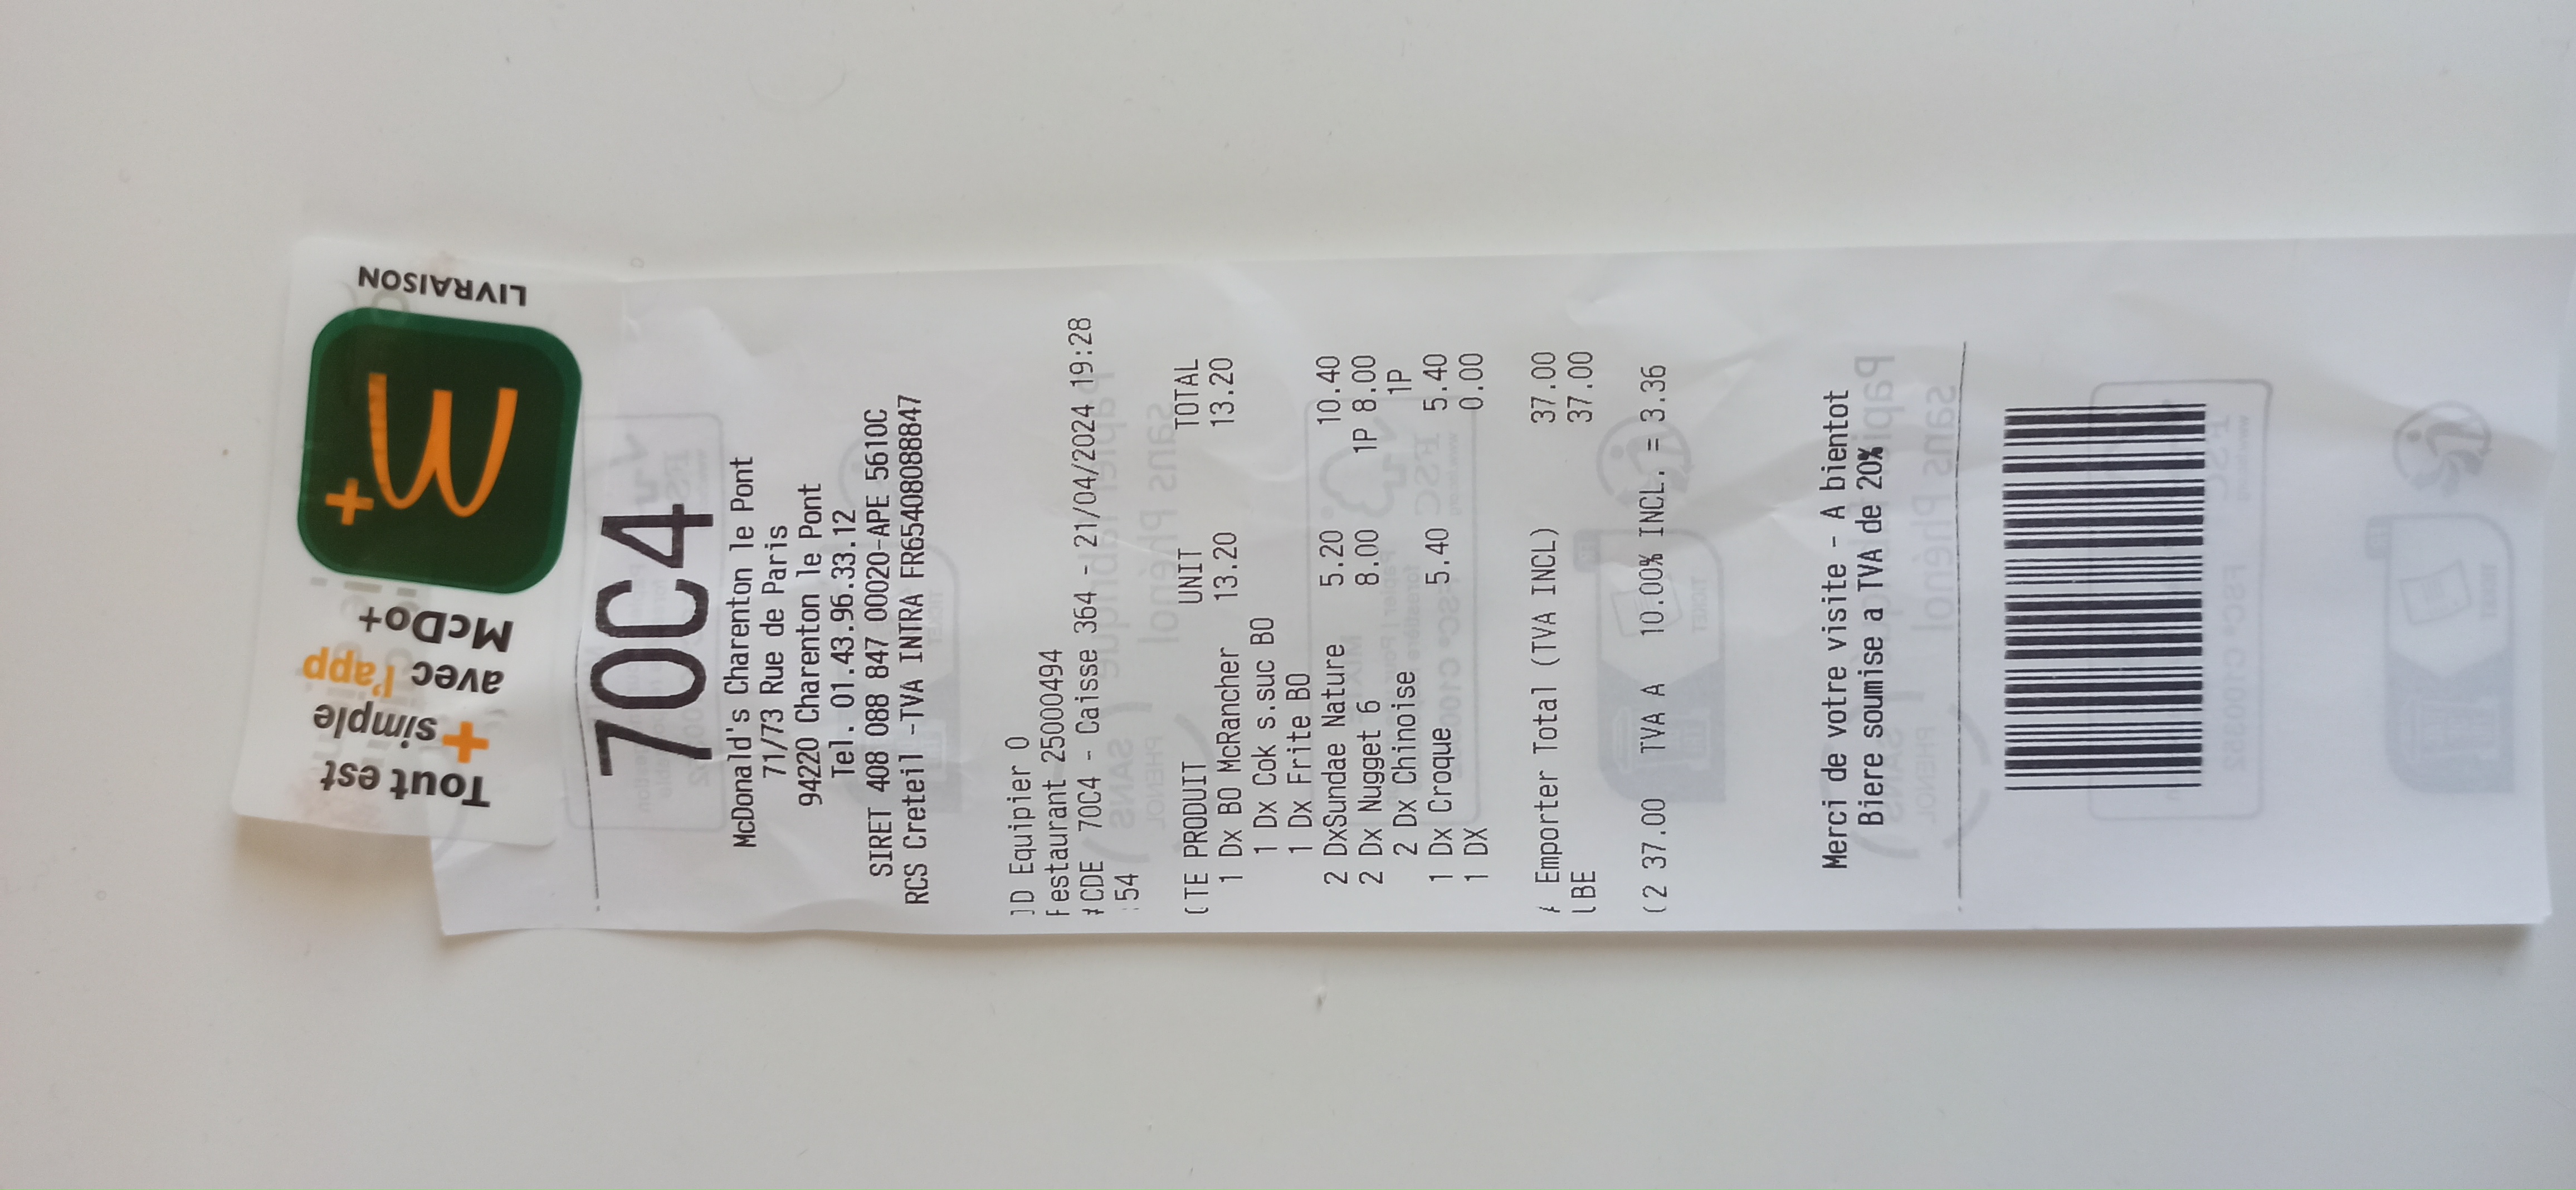 LIVRAISON
Tout est
+simple
avec l'app
McDo+
70C4
McDonald's Charenton le Pont
71/73 Rue de Paris
94220 Charenton le Pont
Tel. 01.43.96.33.12
SIRET 408 088 847 00020-APE 5610C
RCS Creteil -TVA INTRA FR65408088847
ID Equipier 0
Restaurant 250000494
#CDE 70C4 - Caisse 364 - 21/04/2024 19:28
:54
QTE PRODUIT UNIT TOTAL
1 Dx BO McRancher 13.20 13.20
1 Dx Cok s.suc BO
1 Dx Frite BO
2 DxSundae Nature 5.20 10.40
2 Dx Nugget 6 8.00 1P 8.00
2 Dx Chinoise 1P
1 Dx Croque 5.40 5.40
1 DX 0.00
A Emporter Total (TVA INCL) 37.00
UBE 37.00
37.00 TVA A 10.00% INCL. = 3.36
Merci de votre visite - A bientot
Biere soumise a TVA de 20%